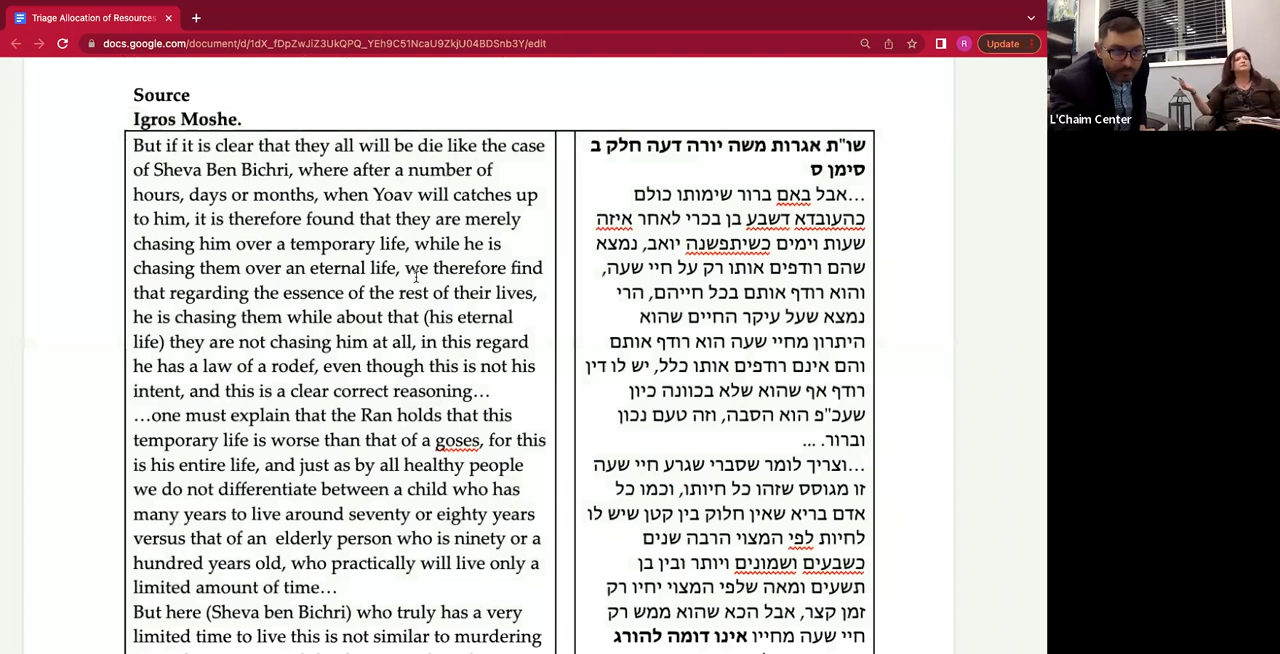 Triage Allocation of Resources
docs.google.com/document/d/1dX_fDpZwJiZ3UkQPQ_YEh9C51NcaU9ZkjU04BDSnb3Y/edit
R
Update
L'Chaim Center
Source
Igros Moshe.
But if it is clear that they all will be die like the case
of Sheva Ben Bichri, where after a number of
hours, days or months, when Yoav will catches up
to him, it is therefore found that they are merely
chasing him over a temporary life, while he is
chasing them over an eternal life, we therefore find
that regarding the essence of the rest of their lives,
he is chasing them while about that (his eternal
life) they are not chasing him at all, in this regard
he has a law of a rodef, even though this is not his
intent, and this is a clear correct reasoning…
…one must explain that the Ran holds that this
temporary life is worse than that of a goses, for this
is his entire life, and just as by all healthy people
we do not differentiate between a child who has
many years to live around seventy or eighty years
versus that of an elderly person who is ninety or a
hundred years old, who practically will live only a
limited amount of time…
But here (Sheva ben Bichri) who truly has a very
limited time to live this is not similar to murdering
שו"ת אגרות משה יורה דעה חלק ב
סימן ס
…אבל באם ברור שימותו כולם
כהעובדא דשבע בן בכרי לאחר איזה
שעות וימים כשיתפשנה יואב, נמצא
שהם רודפים אותו רק על חיי שעה,
והוא רודף אותם בכל חייהם, הרי
נמצא שעל עיקר החיים שהוא
היתרון מחיי שעה הוא רודף אותם
והם אינם רודפים אותו כלל, יש לו דין
רודף אף שהוא שלא בכוונה כיון
שעכ"פ הוא הסבה, וזה טעם נכון
וברור. …
…וצריך לומר שסברי שגרע חיי שעה
זו מגוסס שזהו כל חיותו, וכמו כל
אדם בריא שאין חלוק בין קטן שיש לו
לחיות לפי המצוי הרבה שנים
כשבעים ושמונים ויותר ובין בן
תשעים ומאה שלפי המצוי יחיו רק
זמן קצר, אבל הכא שהוא ממש רק
חיי שעה מחייו אינו דומה להורג